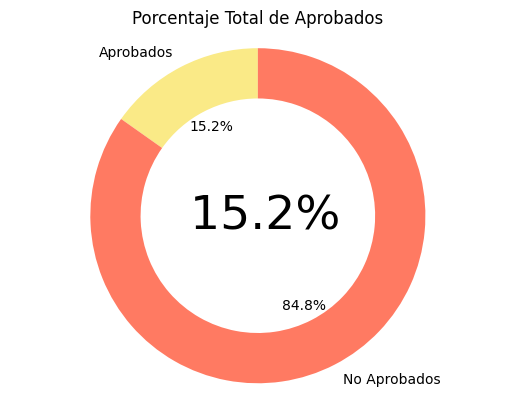 Porcentaje Total de Aprobados
Aprobados
15.2%
15.2%
84.8%
No Aprobados